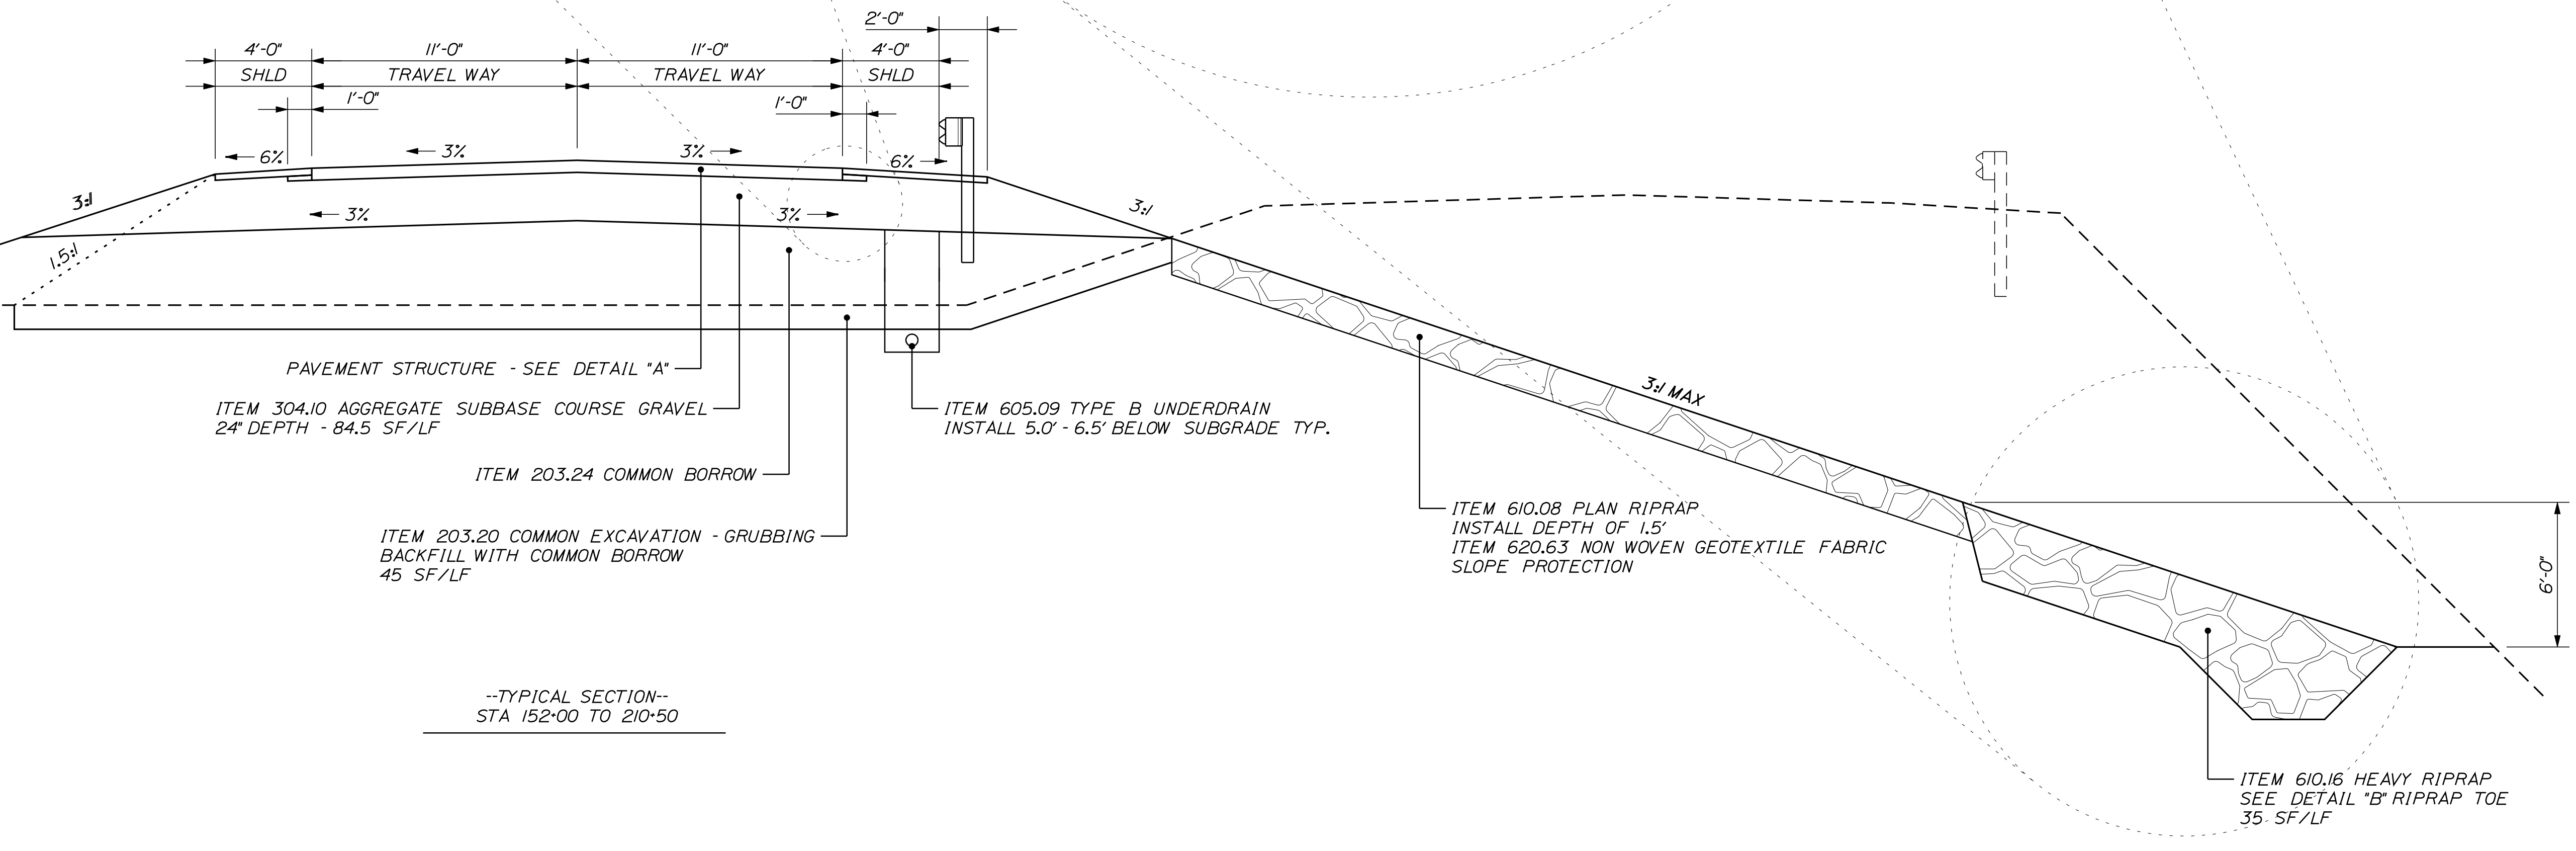 2'-0"
4'-0" 11'-0" 11'-0" 4'-0"
SHLD TRAVEL WAY TRAVEL WAY SHLD
1'-0" 1'-0"
6% 3% 3% 6%
3:1 3% 3% 3:1
1.5:1
PAVEMENT STRUCTURE - SEE DETAIL "A"
ITEM 304.10 AGGREGATE SUBBASE COURSE GRAVEL
24" DEPTH - 84.5 SF/LF
ITEM 605.09 TYPE B UNDERDRAIN
INSTALL 5.0' - 6.5' BELOW SUBGRADE TYP.
3:1 MAX
ITEM 203.24 COMMON BORROW
ITEM 203.20 COMMON EXCAVATION - GRUBBING
BACKFILL WITH COMMON BORROW
45 SF/LF
ITEM 610.08 PLAN RIPRAP
INSTALL DEPTH OF 1.5'
ITEM 620.63 NON WOVEN GEOTEXTILE FABRIC
SLOPE PROTECTION
6'-0"
--TYPICAL SECTION--
STA 152+00 TO 210+50
ITEM 610.16 HEAVY RIPRAP
SEE DETAIL "B" RIPRAP TOE
35 SF/LF